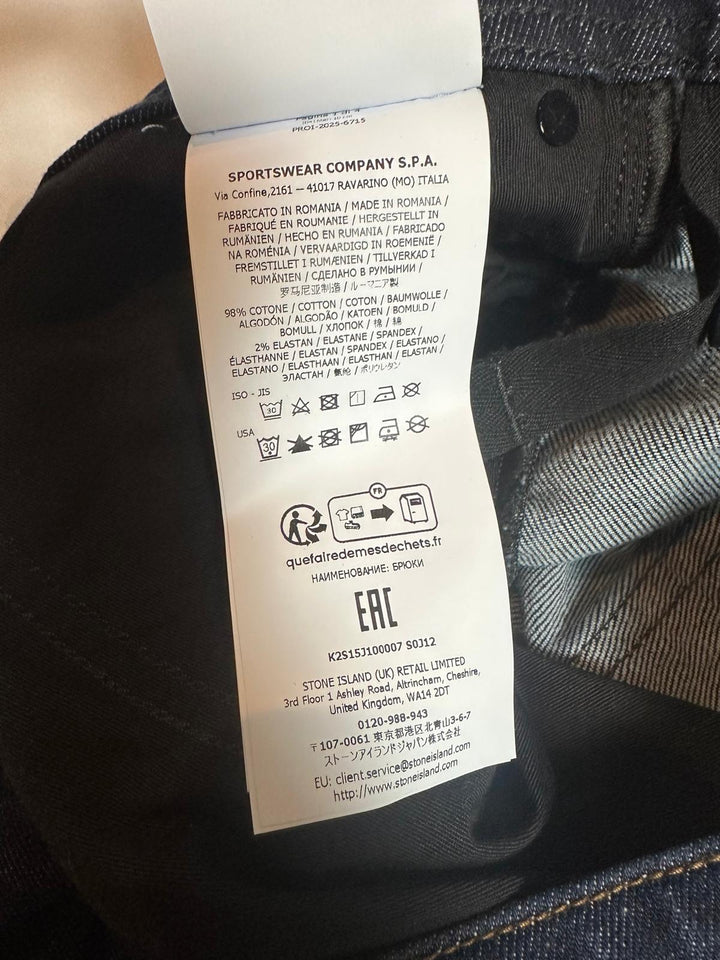 PROI-2025-6715
SPORTSWEAR COMPANY S.P.A.
Via Confine,2161 — 41017 RAVARINO (MO) ITALIA
FABBRICATO IN ROMANIA / MADE IN ROMANIA /
FABRIQUÉ EN ROUMANIE / HERGESTELLT IN
RUMÄNIEN / HECHO EN RUMANIA / FABRICADO
NA ROMÉNIA / VERVAARDIGD IN ROEMENIË /
FREMSTILLET I RUMÆNIEN / TILLVERKAD I
RUMÄNIEN / СДЕЛАНО В РУМЫНИИ /
罗马尼亚制造 / ルーマニア製
98% COTONE / COTTON / COTON / BAUMWOLLE /
ALGODÓN / ALGODÃO / KATOEN / BOMULD /
BOMULL / ХЛОПОК / 棉 / 綿
2% ELASTAN / ELASTANE / SPANDEX /
ÉLASTHANNE / ELASTAN / SPANDEX / ELASTANO /
ELASTANO / ELASTHAAN / ELASTHAN / ELASTAN /
ЭЛАСТАН / 氨纶 / ポリウレタン
ISO - JIS
30
USA
30
FR
quefairedemesdechets.fr
НАИМЕНОВАНИЕ: БРЮКИ
EAC
K2S15J100007 S0J12
STONE ISLAND (UK) RETAIL LIMITED
3rd Floor 1 Ashley Road, Altrincham, Cheshire,
United Kingdom, WA14 2DT
0120-988-943
〒107-0061 東京都港区北青山3-6-7
ストーンアイランドジャパン株式会社
EU: client.service@stoneisland.com
http://www.stoneisland.com